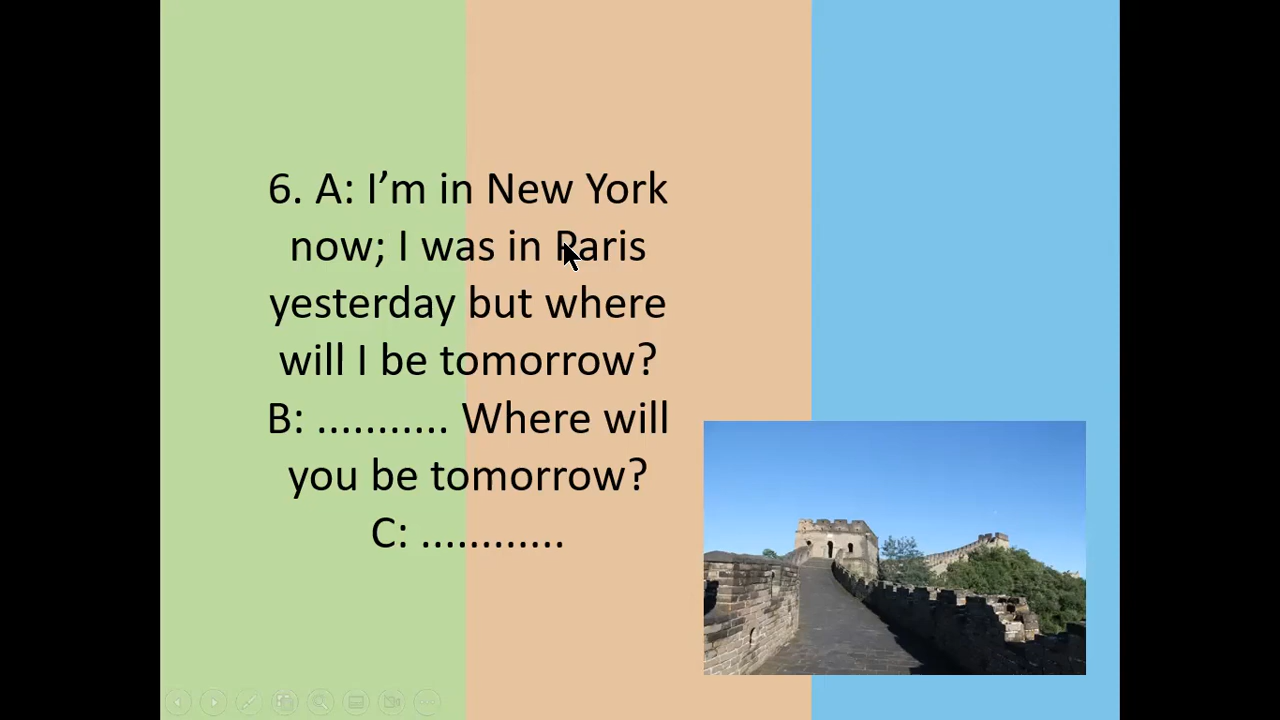 6. A: I’m in New York
now; I was in Paris
yesterday but where
will I be tomorrow?
B: ........... Where will
you be tomorrow?
C: ............